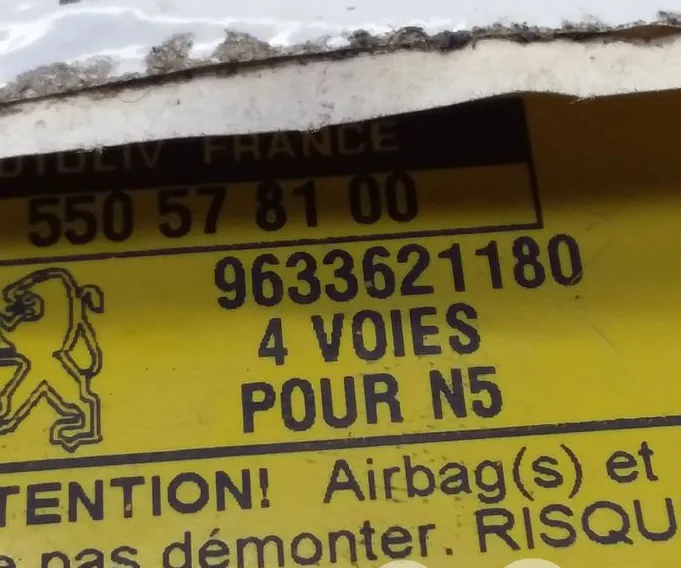 FRANCE
550 57 81 00
9633621180
4 VOIES
POUR N5
TENTION! Airbag(s) et
pas démonter. RISQU